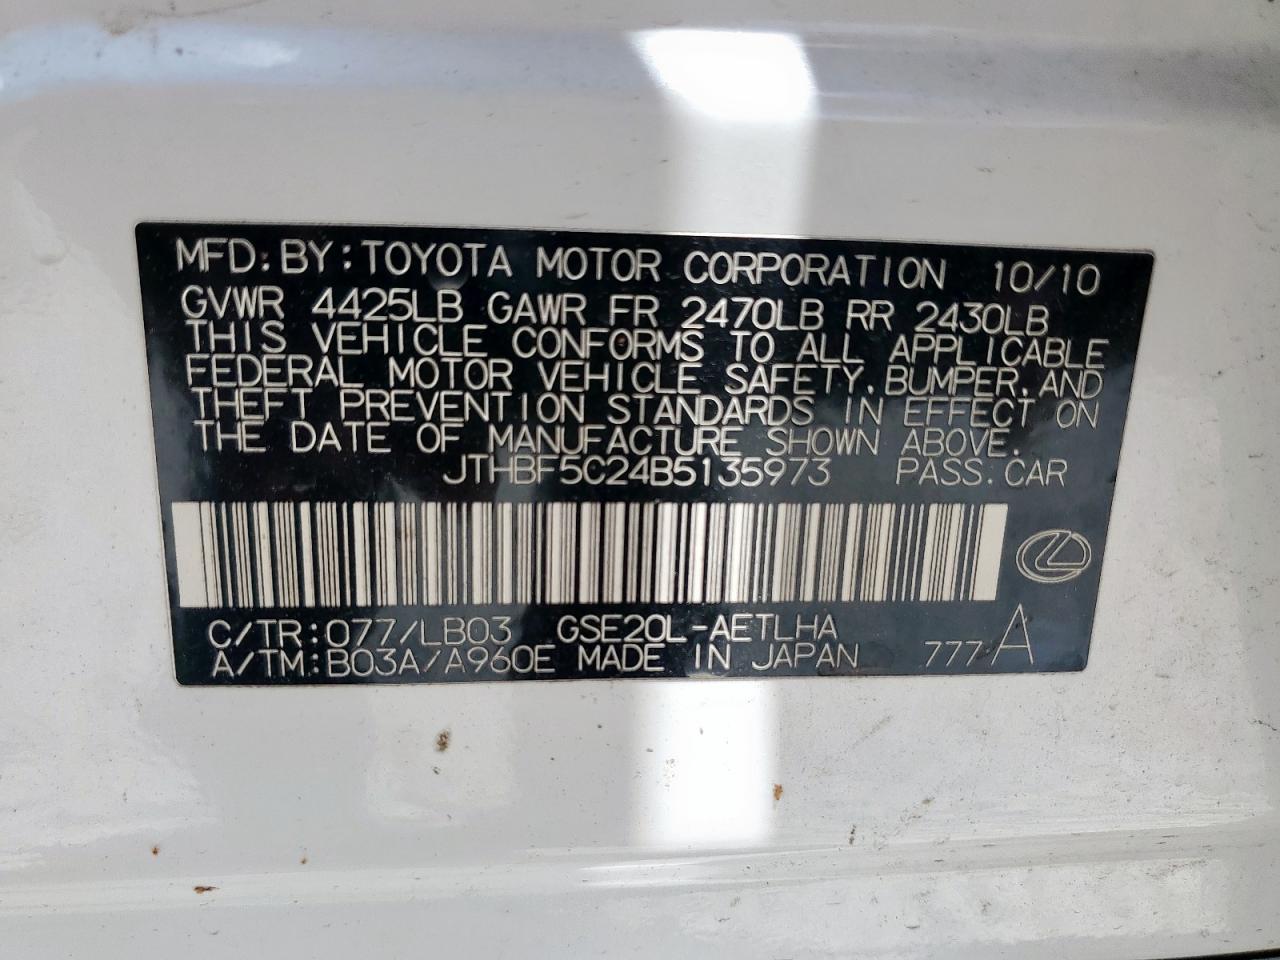 MFD. BY: TOYOTA MOTOR CORPORATION 10/10
GVWR 4425LB GAWR FR 2470LB RR 2430LB
THIS VEHICLE CONFORMS TO ALL APPLICABLE
FEDERAL MOTOR VEHICLE SAFETY, BUMPER, AND
THEFT PREVENTION STANDARDS IN EFFECT ON
THE DATE OF MANUFACTURE SHOWN ABOVE.
JTHBF5C24B5135973 PASS. CAR
C/TR: 077/LB03 GSE20L-AETLHA
A/TM: B03A/A960E MADE IN JAPAN 777 A